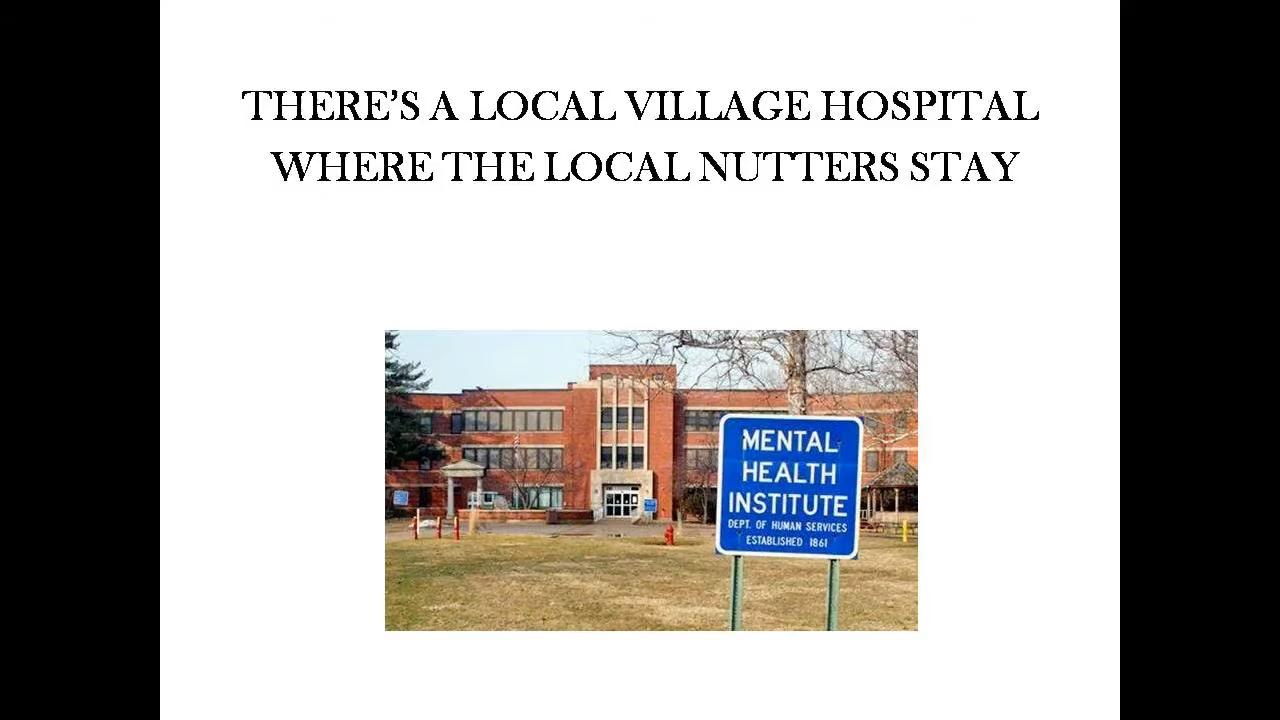 THERE'S A LOCAL VILLAGE HOSPITAL
WHERE THE LOCAL NUTTERS STAY
MENTAL
HEALTH
INSTITUTE
DEPT. OF HUMAN SERVICES
ESTABLISHED 1861